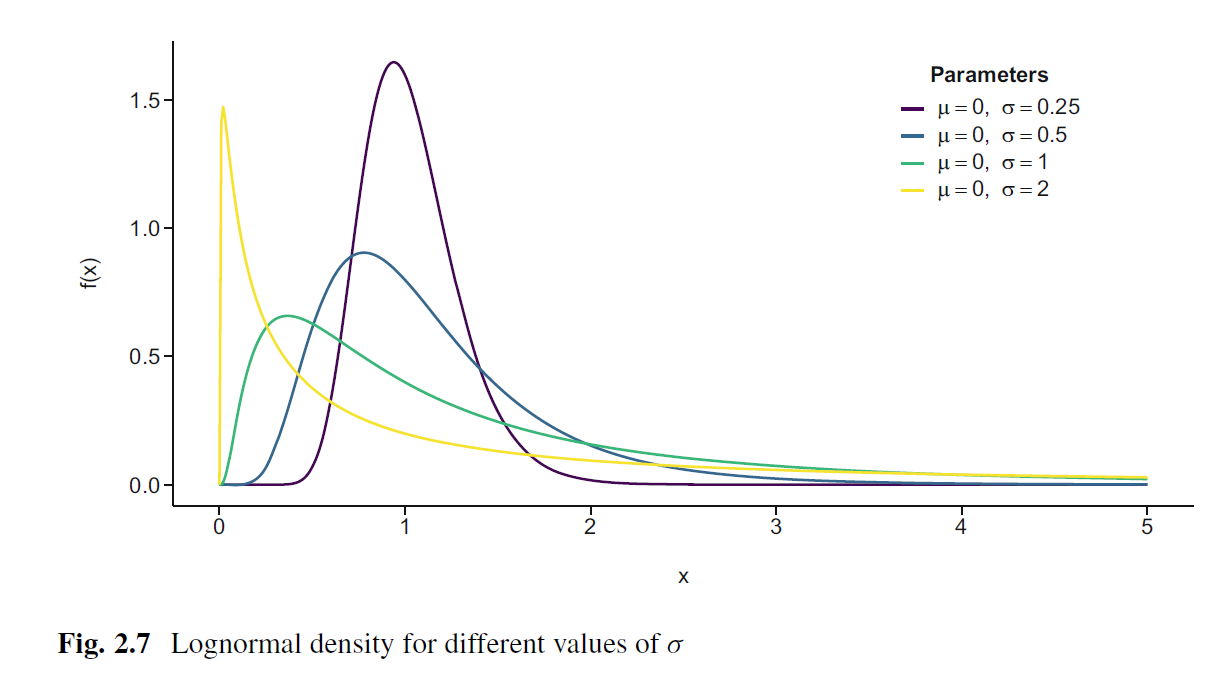 Parameters
μ = 0, σ = 0.25
μ = 0, σ = 0.5
μ = 0, σ = 1
μ = 0, σ = 2
f(x)
1.5
1.0
0.5
0.0
0 1 2 3 4 5
x
Fig. 2.7 Lognormal density for different values of σ